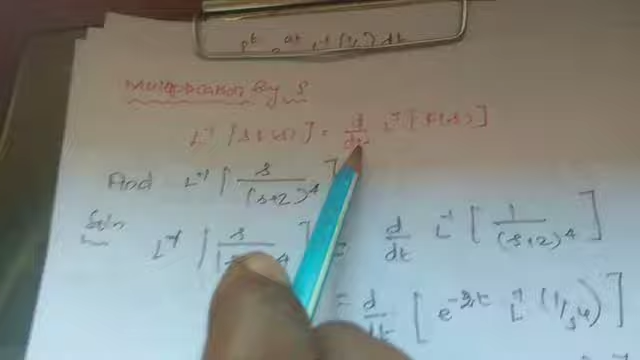 Multiplication By s
L⁻¹ [s F(s)] = d/dt L⁻¹ [F(s)]
Find L⁻¹ [ s/(s+2)^4 ]
Soln
L⁻¹ [ s/ 4 ] = d/dt L⁻¹ [ 1/(s+2)^4 ]
= d/dt [ e^-2t L⁻¹ (1/s4) ]